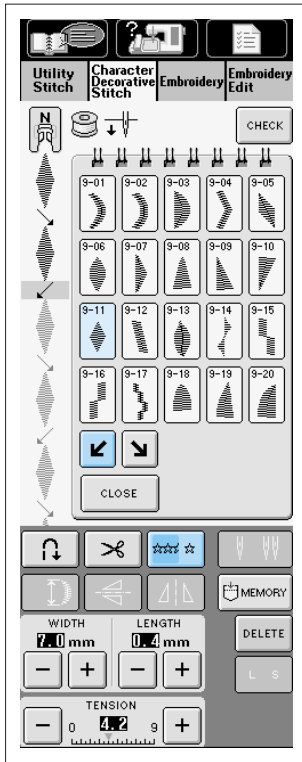 Utility Stitch
Character Decorative Stitch
Embroidery
Embroidery Edit
N
CHECK
9-01 9-02 9-03 9-04 9-05
9-06 9-07 9-08 9-09 9-10
9-11 9-12 9-13 9-14 9-15
9-16 9-17 9-18 9-19 9-20
CLOSE
MEMORY
WIDTH LENGTH
7.0 mm 0.4 mm
DELETE
− + − +
L S
TENSION
− 0 4.2 9 +